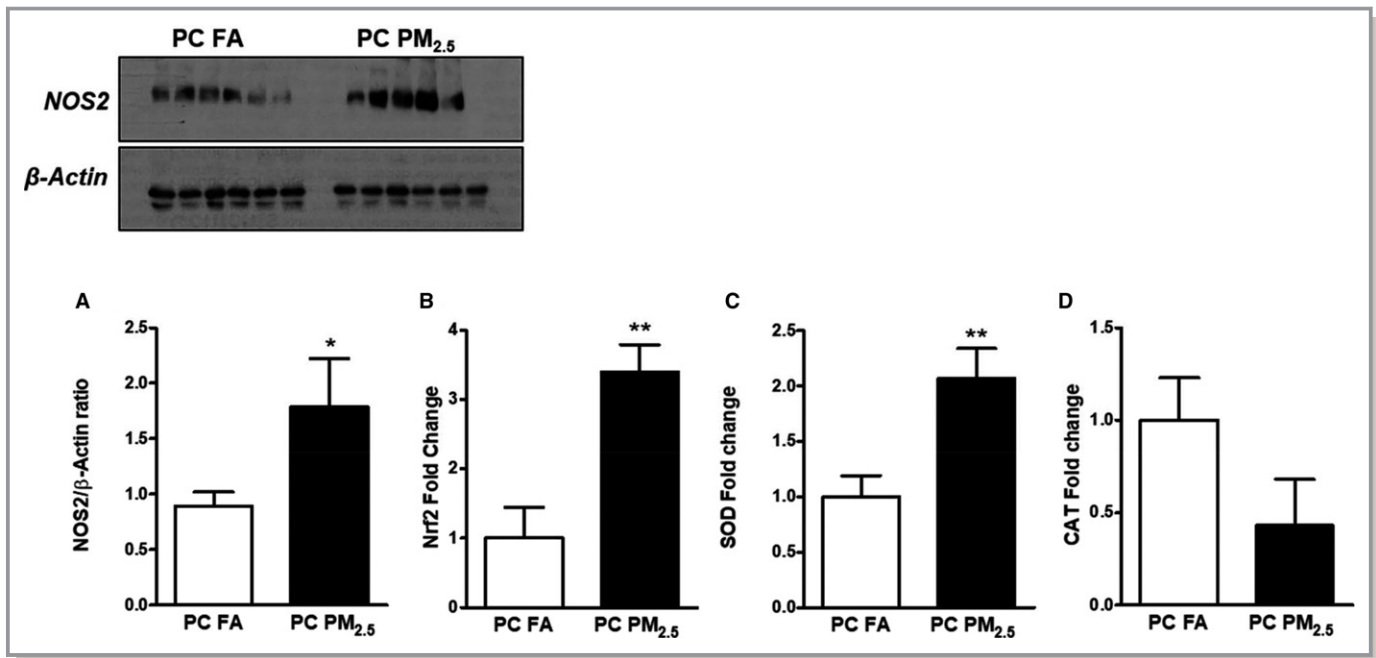 PC FA PC PM2.5
NOS2
β-Actin
A
NOS2/β-Actin ratio
2.5
2.0
1.5
1.0
0.5
0.0
*
PC FA PC PM2.5
B
Nrf2 Fold Change
4
3
2
1
0
**
PC FA PC PM2.5
C
SOD Fold change
2.5
2.0
1.5
1.0
0.5
0.0
**
PC FA PC PM2.5
D
CAT Fold change
1.5
1.0
0.5
0.0
PC FA PC PM2.5